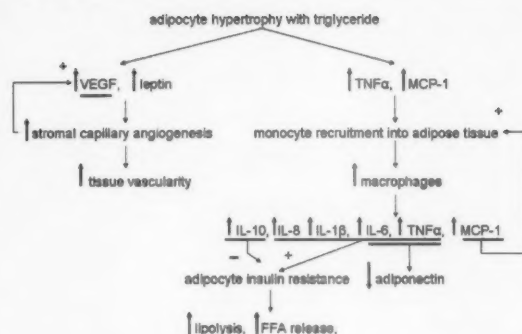 adipocyte hypertrophy with triglyceride
+
↑VEGF, ↑leptin ↑TNFα, ↑MCP-1
+
↑stromal capillary angiogenesis monocyte recruitment into adipose tissue
↑tissue vascularity ↑macrophages
↑IL-10, ↑IL-8 ↑IL-1β, ↑IL-6, ↑TNFα, ↑MCP-1
− +
adipocyte insulin resistance ↓adiponectin
↑lipolysis, ↑FFA release,